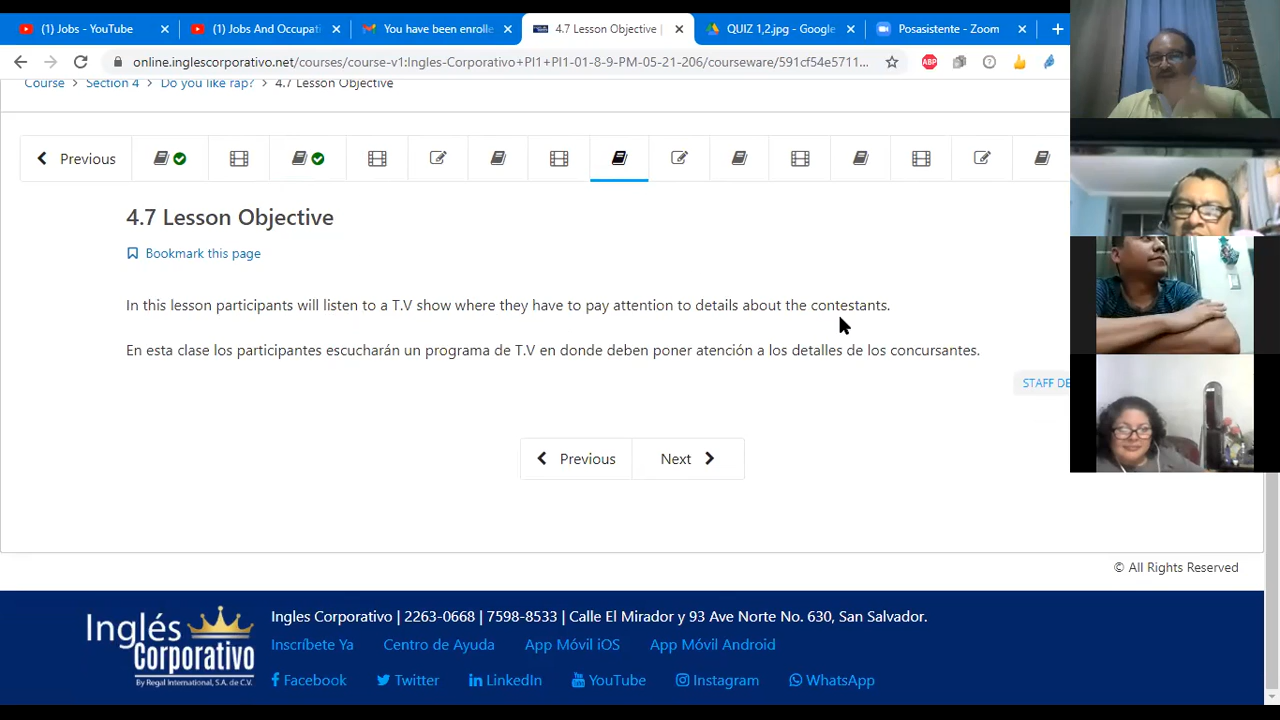 (1) Jobs - YouTube
(1) Jobs And Occupati
You have been enrolle
4.7 Lesson Objective |
QUIZ 1,2.jpg - Google
Posasistente - Zoom
online.inglescorporativo.net/courses/course-v1:Ingles-Corporativo+PI1+PI1-01-8-9-PM-05-21-206/courseware/591cf54e5711...
ABP
Course > Section 4 > Do you like rap? > 4.7 Lesson Objective
Previous
4.7 Lesson Objective
Bookmark this page
In this lesson participants will listen to a T.V show where they have to pay attention to details about the contestants.
En esta clase los participantes escucharán un programa de T.V en donde deben poner atención a los detalles de los concursantes.
STAFF DE
Previous
Next
© All Rights Reserved
Inglés Corporativo
By Regal International, S.A. de C.V.
Ingles Corporativo | 2263-0668 | 7598-8533 | Calle El Mirador y 93 Ave Norte No. 630, San Salvador.
Inscríbete Ya
Centro de Ayuda
App Móvil iOS
App Móvil Android
Facebook
Twitter
LinkedIn
YouTube
Instagram
WhatsApp